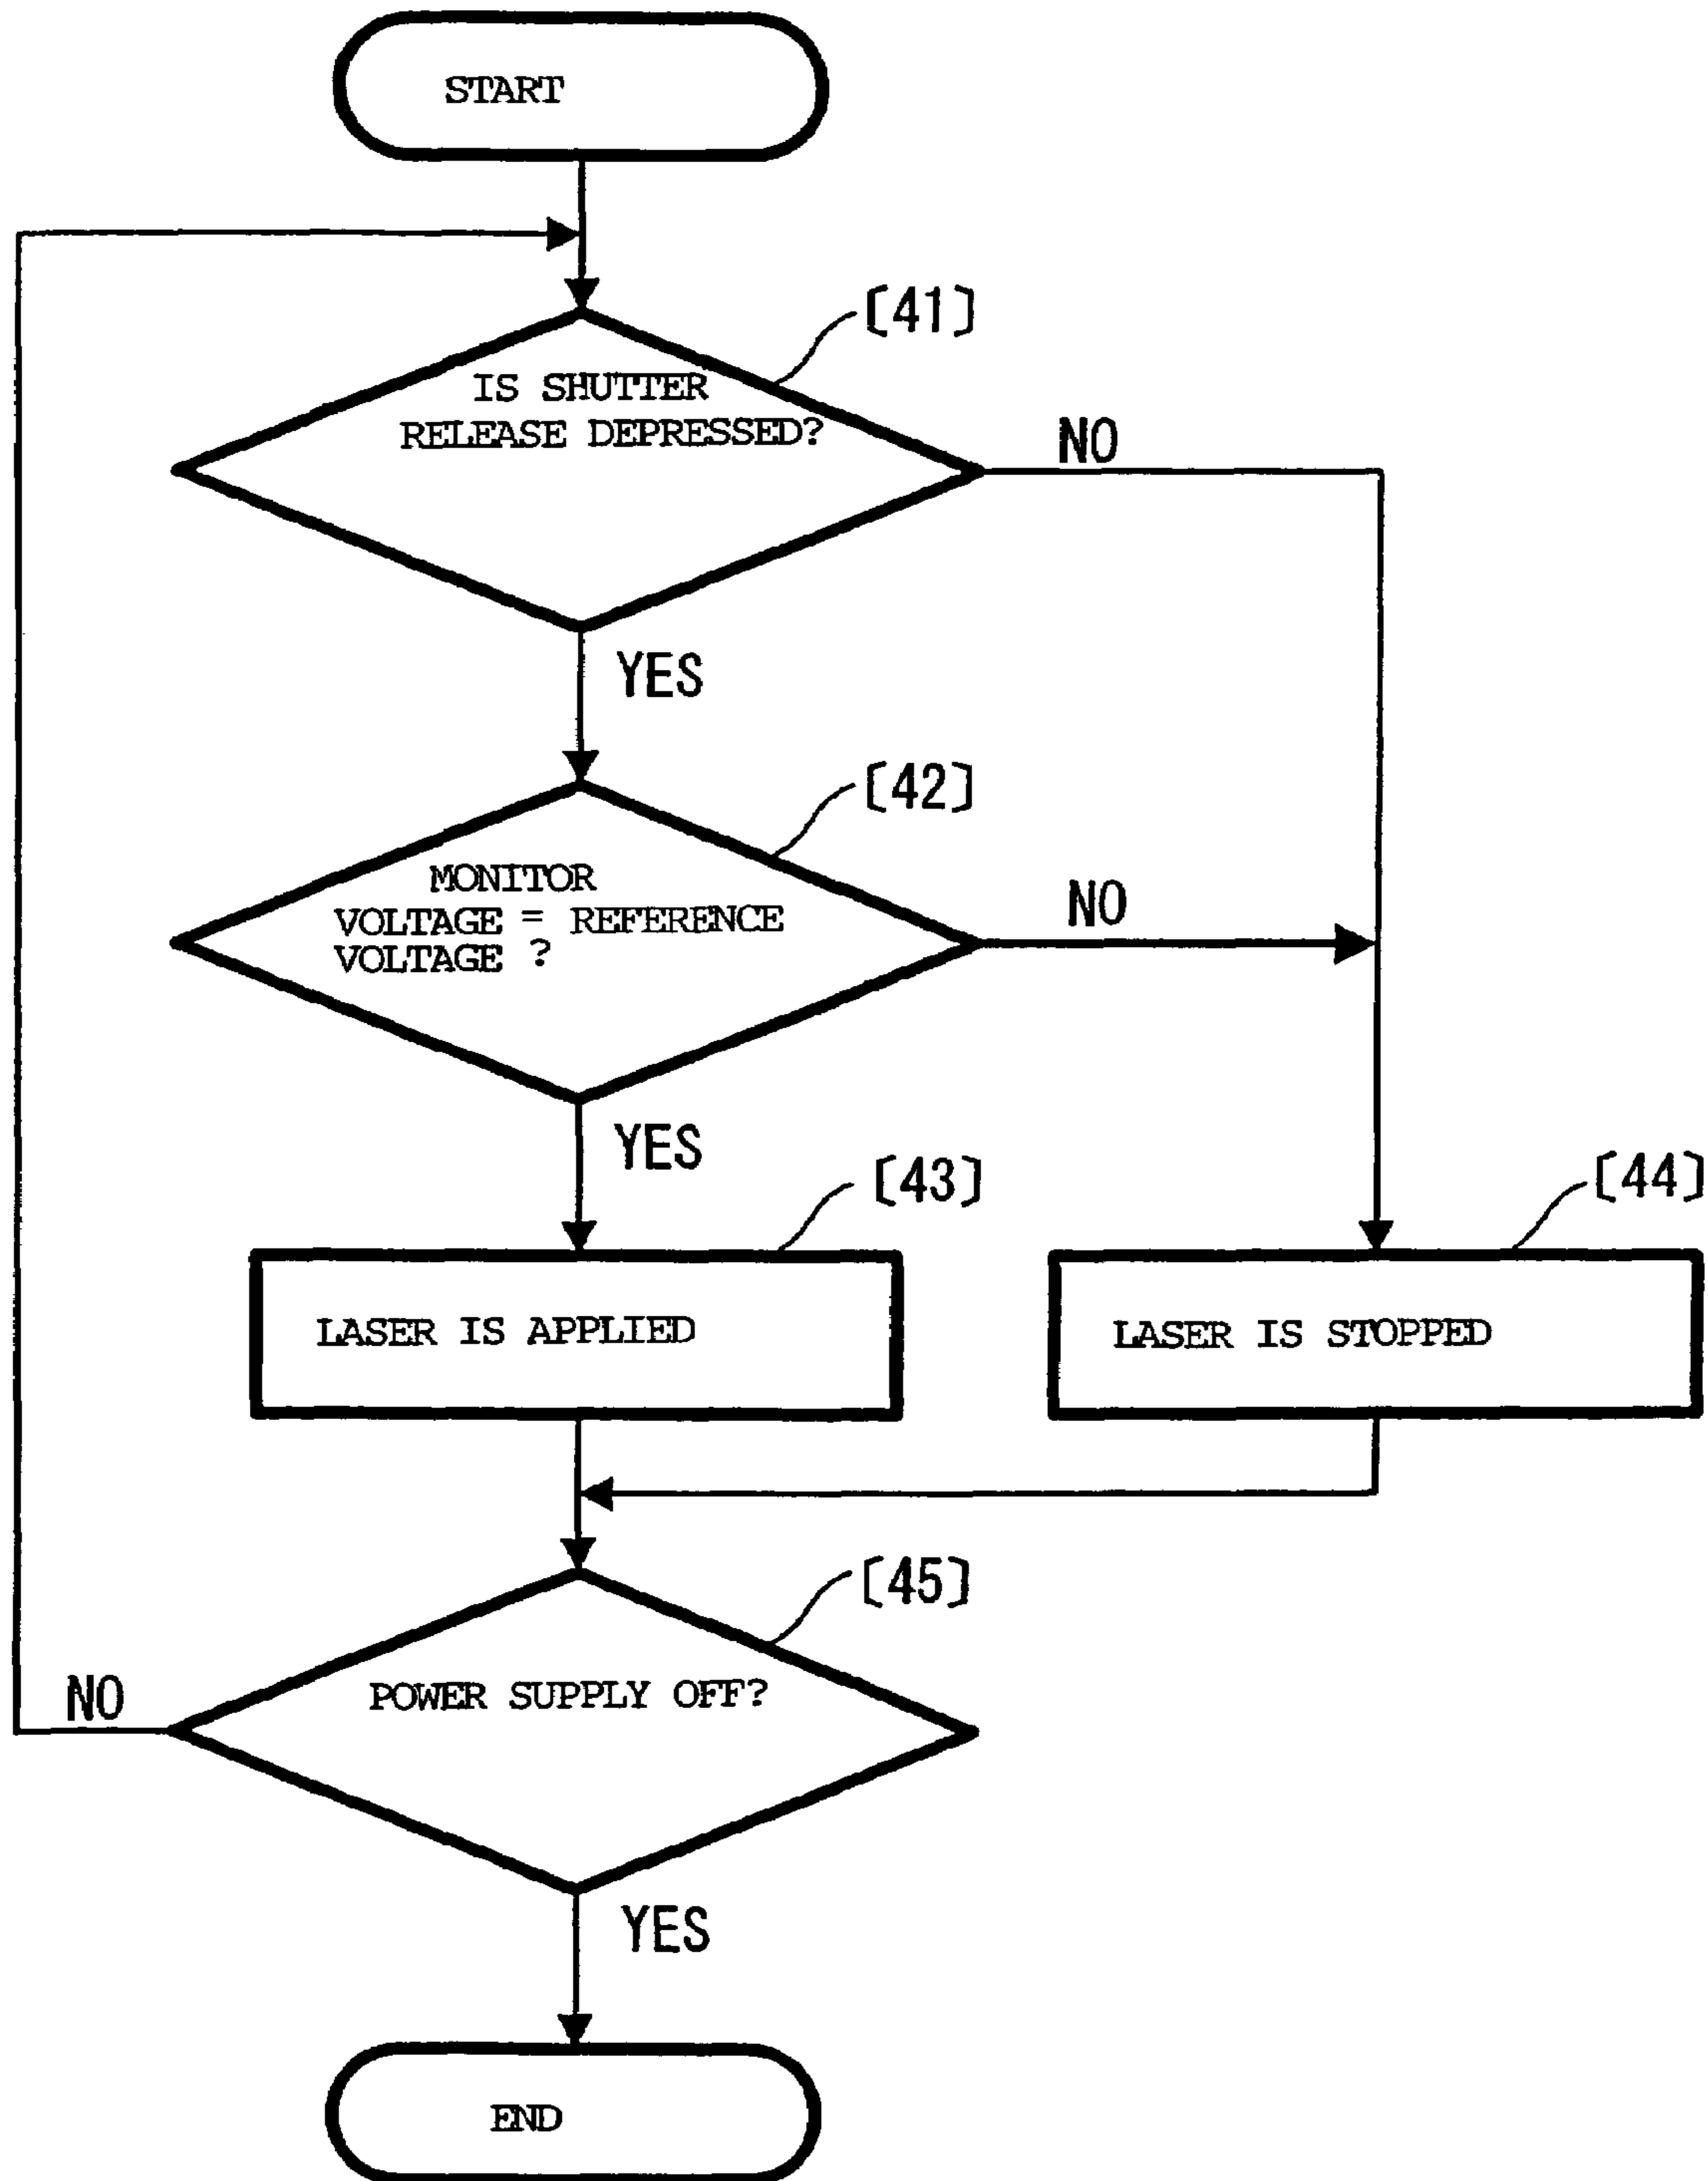 START
[41]
IS SHUTTER
RELEASE DEPRESSED?
NO
YES
[42]
MONITOR
VOLTAGE = REFERENCE
VOLTAGE ?
NO
YES
[43]
[44]
LASER IS APPLIED
LASER IS STOPPED
[45]
POWER SUPPLY OFF?
NO
YES
END